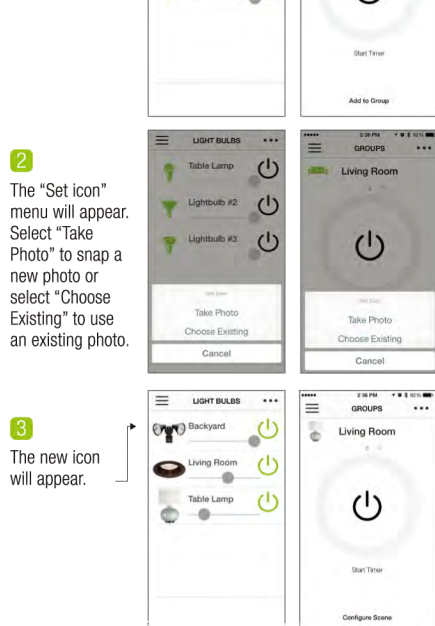 Start Timer
Add to Group
2
The “Set icon”
menu will appear.
Select “Take
Photo” to snap a
new photo or
select “Choose
Existing” to use
an existing photo.
LIGHT BULBS
Table Lamp
Lightbulb #2
Lightbulb #3
Set Icon
Take Photo
Choose Existing
Cancel
2:36 PM
92%
GROUPS
Living Room
Take Photo
Choose Existing
Cancel
3
The new icon
will appear.
LIGHT BULBS
Backyard
Living Room
Table Lamp
2:36 PM
92%
GROUPS
Living Room
Start Timer
Configure Scene